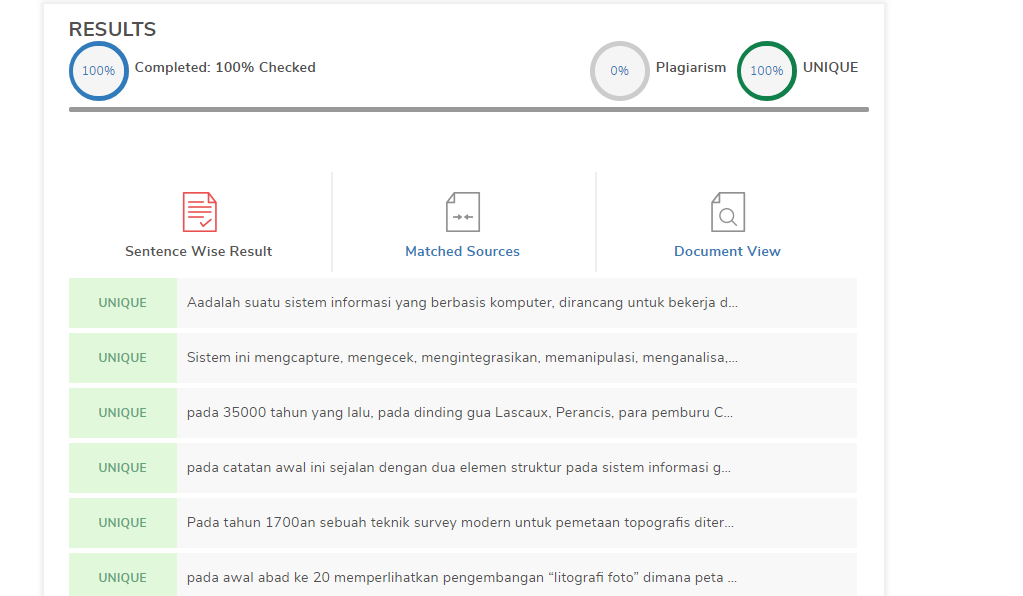 RESULTS
100% Completed: 100% Checked
0% Plagiarism 100% UNIQUE
Sentence Wise Result
Matched Sources
Document View
UNIQUE Aadalah suatu sistem informasi yang berbasis komputer, dirancang untuk bekerja d...
UNIQUE Sistem ini mengcapture, mengecek, mengintegrasikan, memanipulasi, menganalisa,...
UNIQUE pada 35000 tahun yang lalu, pada dinding gua Lascaux, Perancis, para pemburu C...
UNIQUE pada catatan awal ini sejalan dengan dua elemen struktur pada sistem informasi g...
UNIQUE Pada tahun 1700an sebuah teknik survey modern untuk pemetaan topografis diter...
UNIQUE pada awal abad ke 20 memperlihatkan pengembangan “litografi foto” dimana peta ...